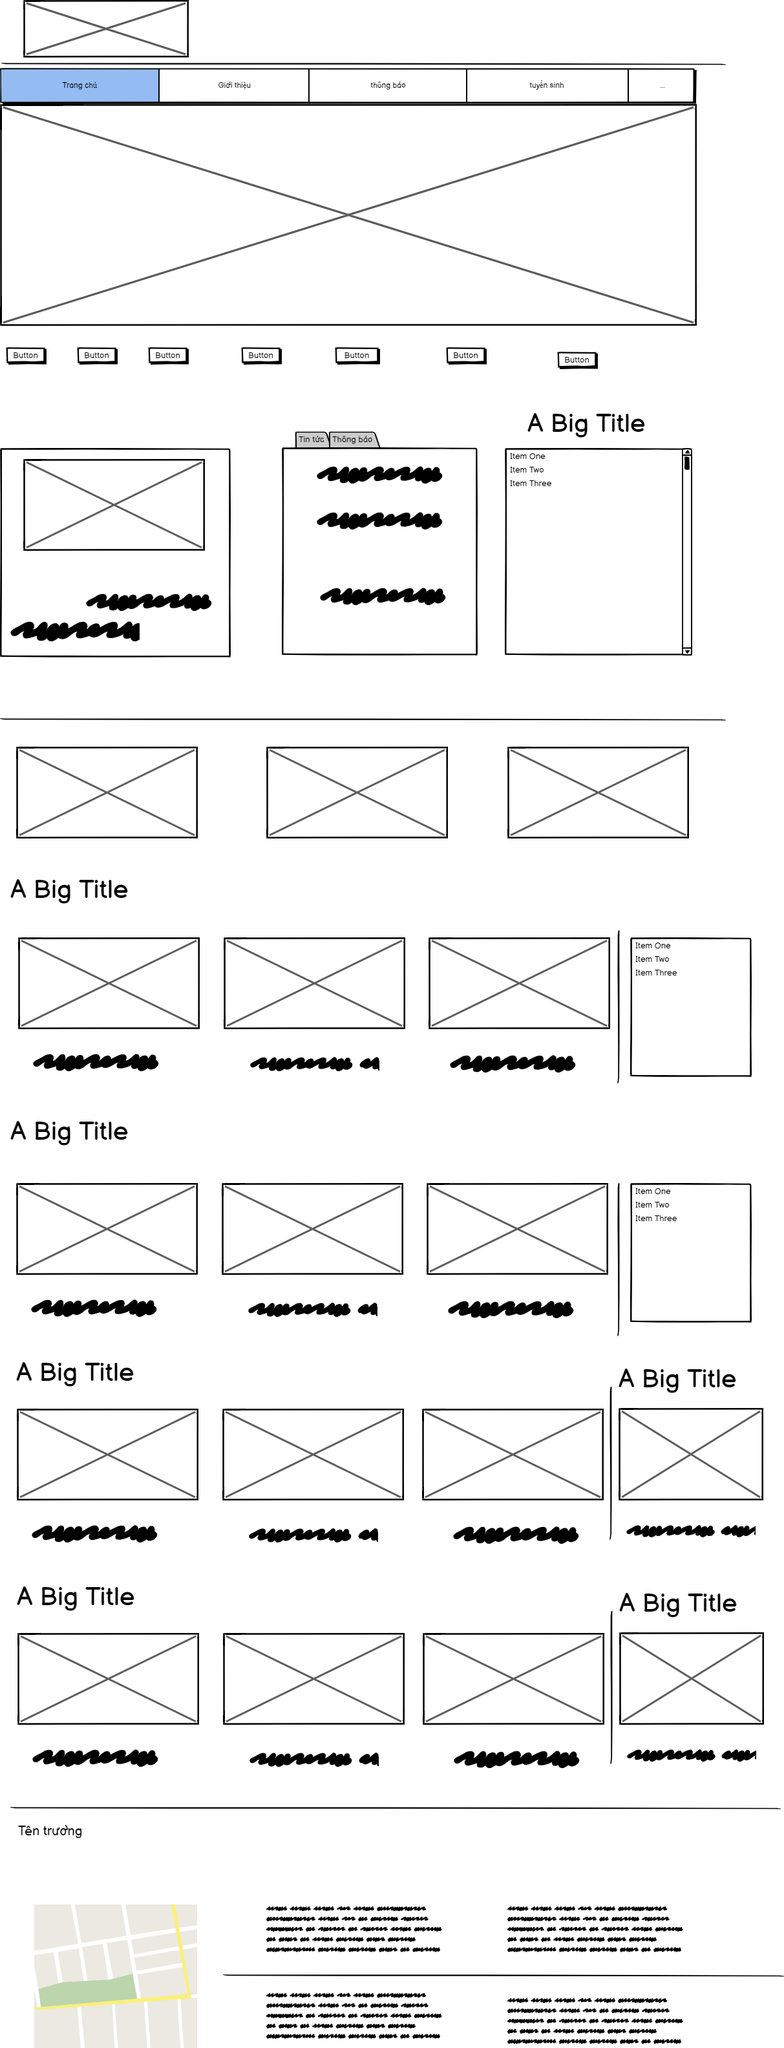 Trang chủ
Giới thiệu
thông báo
tuyển sinh
...
Button
Button
Button
Button
Button
Button
Button
A Big Title
Tin tức
Thông báo
Item One
Item Two
Item Three
A Big Title
Item One
Item Two
Item Three
A Big Title
Item One
Item Two
Item Three
A Big Title
A Big Title
A Big Title
A Big Title
Tên trường